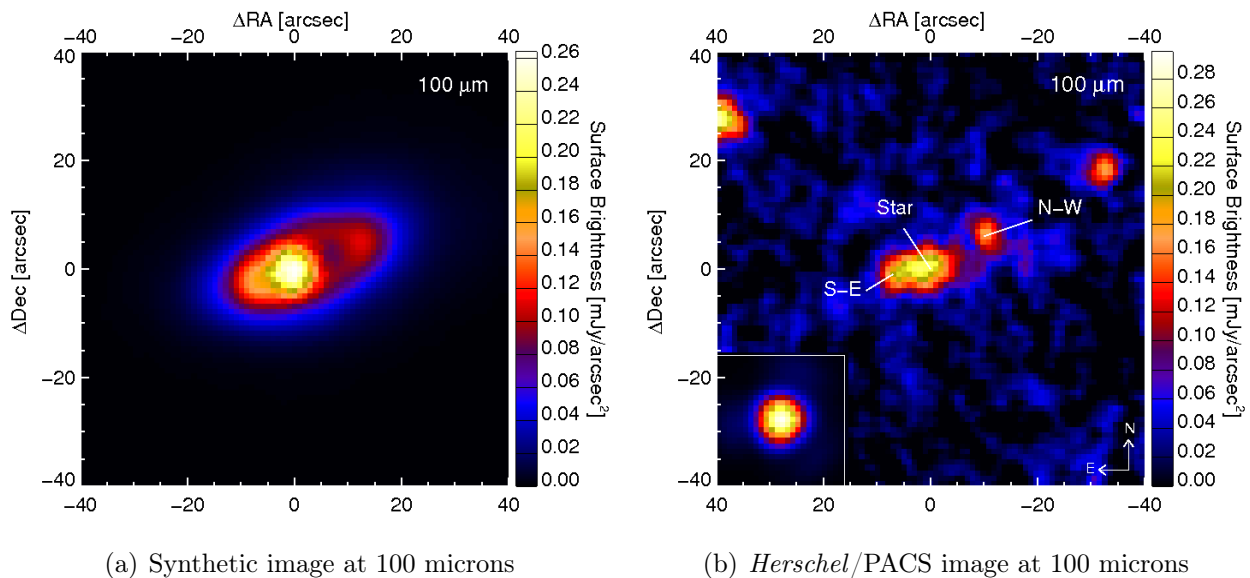 ΔRA [arcsec]
−40 −20 0 20 40
40
20
0
−20
−40
ΔDec [arcsec]
100 μm
−40 −20 0 20 40
0.26
0.24
0.22
0.20
0.18
0.16
0.14
0.12
0.10
0.08
0.06
0.04
0.02
0.00
Surface Brightness [mJy/arcsec²]
(a) Synthetic image at 100 microns
ΔRA [arcsec]
40 20 0 −20 −40
40
20
0
−20
−40
ΔDec [arcsec]
100 μm
Star
N−W
S−E
N
E
40 20 0 −20 −40
0.28
0.26
0.24
0.22
0.20
0.18
0.16
0.14
0.12
0.10
0.08
0.06
0.04
0.02
0.00
Surface Brightness [mJy/arcsec²]
(b) Herschel/PACS image at 100 microns